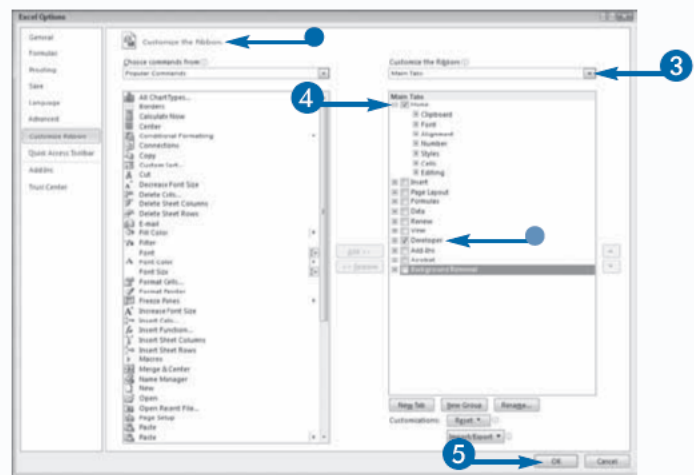 Excel Options
General
Formulas
Proofing
Save
Language
Advanced
Customize Ribbon
Quick Access Toolbar
Add-Ins
Trust Center
Customize the Ribbon.
Choose commands from:
Popular Commands
All Chart Types...
Borders
Calculate Now
Center
Conditional Formatting
Connections
Copy
Custom Sort...
Cut
Decrease Font Size
Delete Cells...
Delete Sheet Columns
Delete Sheet Rows
E-mail
Fill Color
Filter
Font
Font Color
Font Size
Format Cells...
Format Painter
Freeze Panes
Increase Font Size
Insert Cells...
Insert Function...
Insert Sheet Columns
Insert Sheet Rows
Macros
Merge & Center
Name Manager
New
Open
Open Recent File...
Page Setup
Paste
Paste
Add >>
<< Remove
Customize the Ribbon:
Main Tabs
3
4
Main Tabs
Home
Clipboard
Font
Alignment
Number
Styles
Cells
Editing
Insert
Page Layout
Formulas
Data
Review
View
Developer
Add-Ins
Acrobat
Background Removal
New Tab New Group Rename...
Customizations: Reset
Import/Export
5
OK Cancel